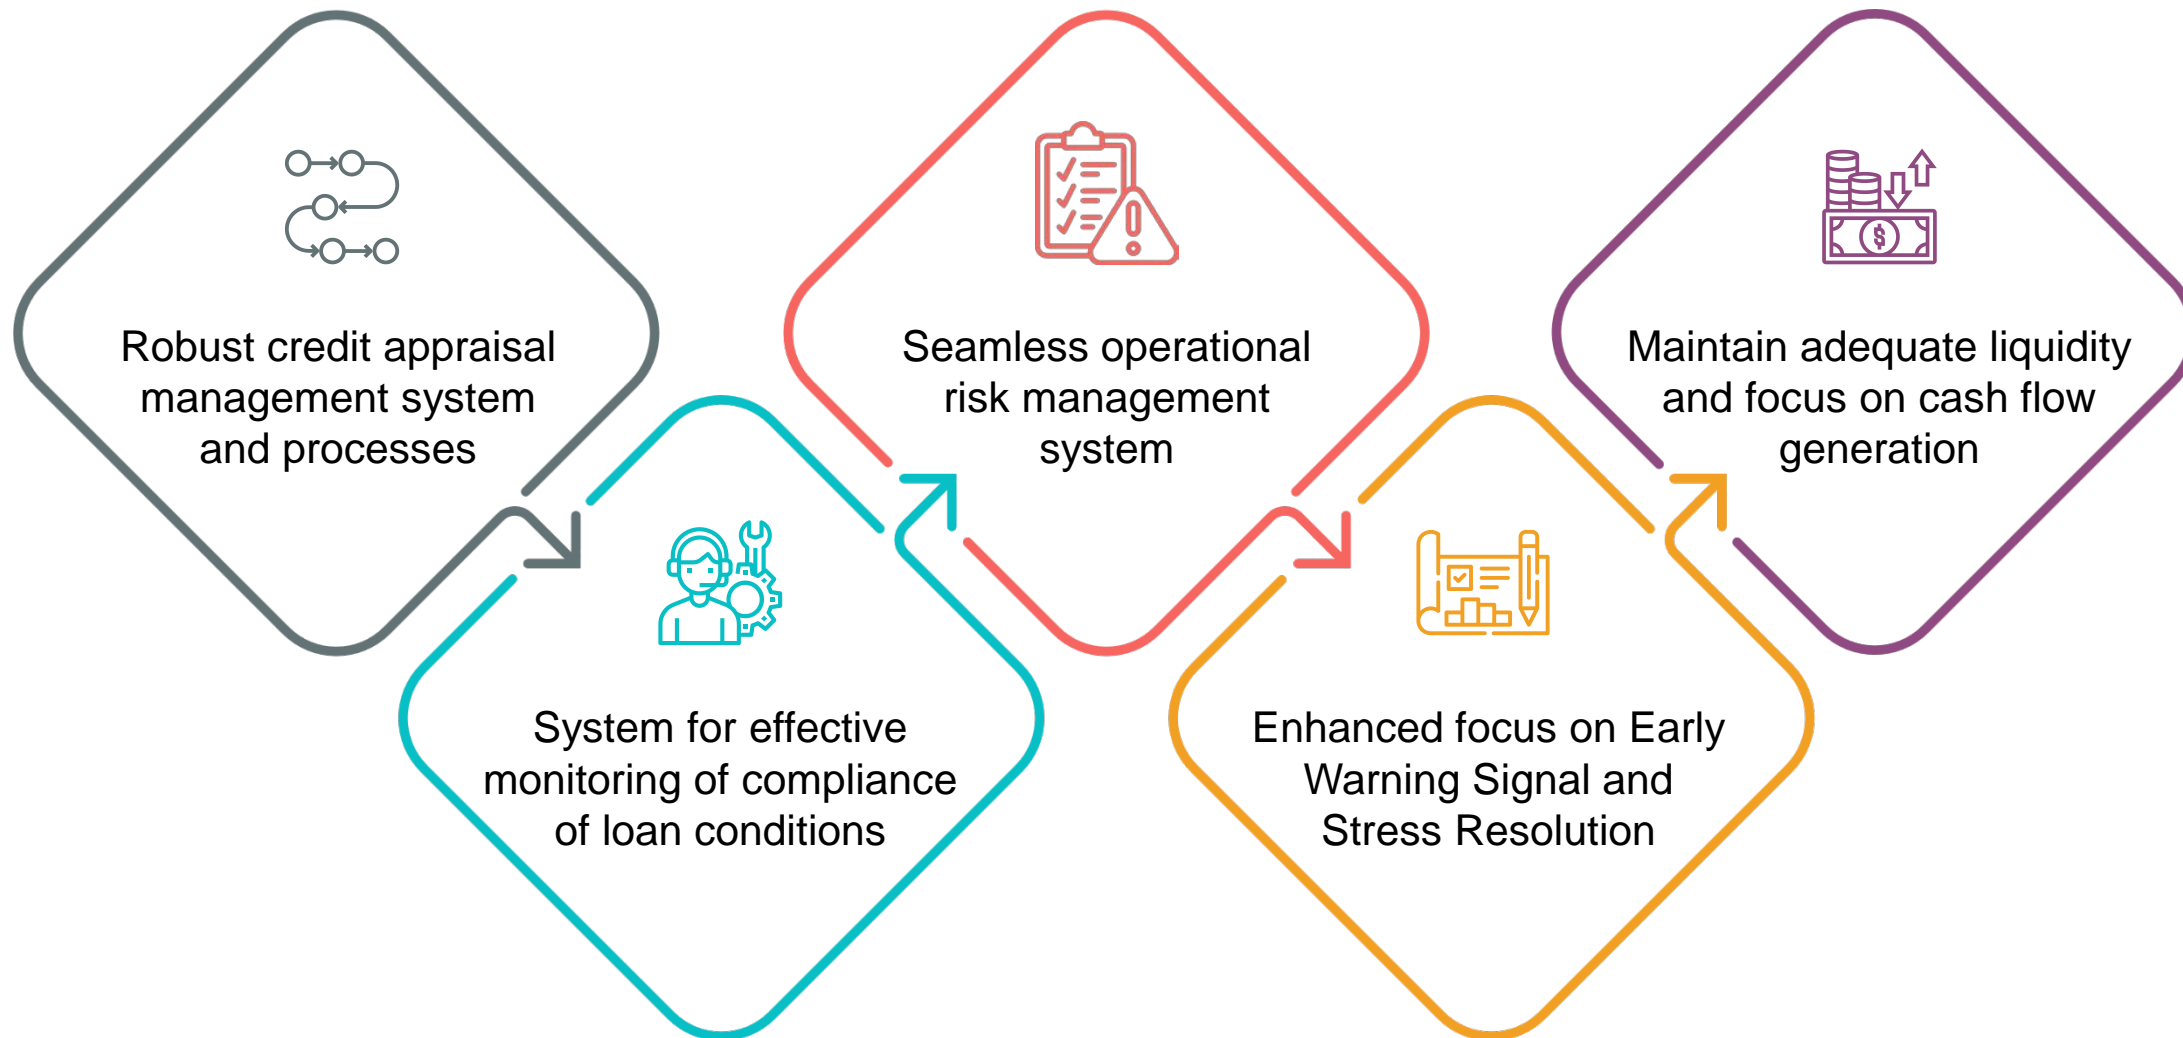 Robust credit appraisal
management system
and processes
System for effective
monitoring of compliance
of loan conditions
Seamless operational
risk management
system
Enhanced focus on Early
Warning Signal and
Stress Resolution
Maintain adequate liquidity
and focus on cash flow
generation
$